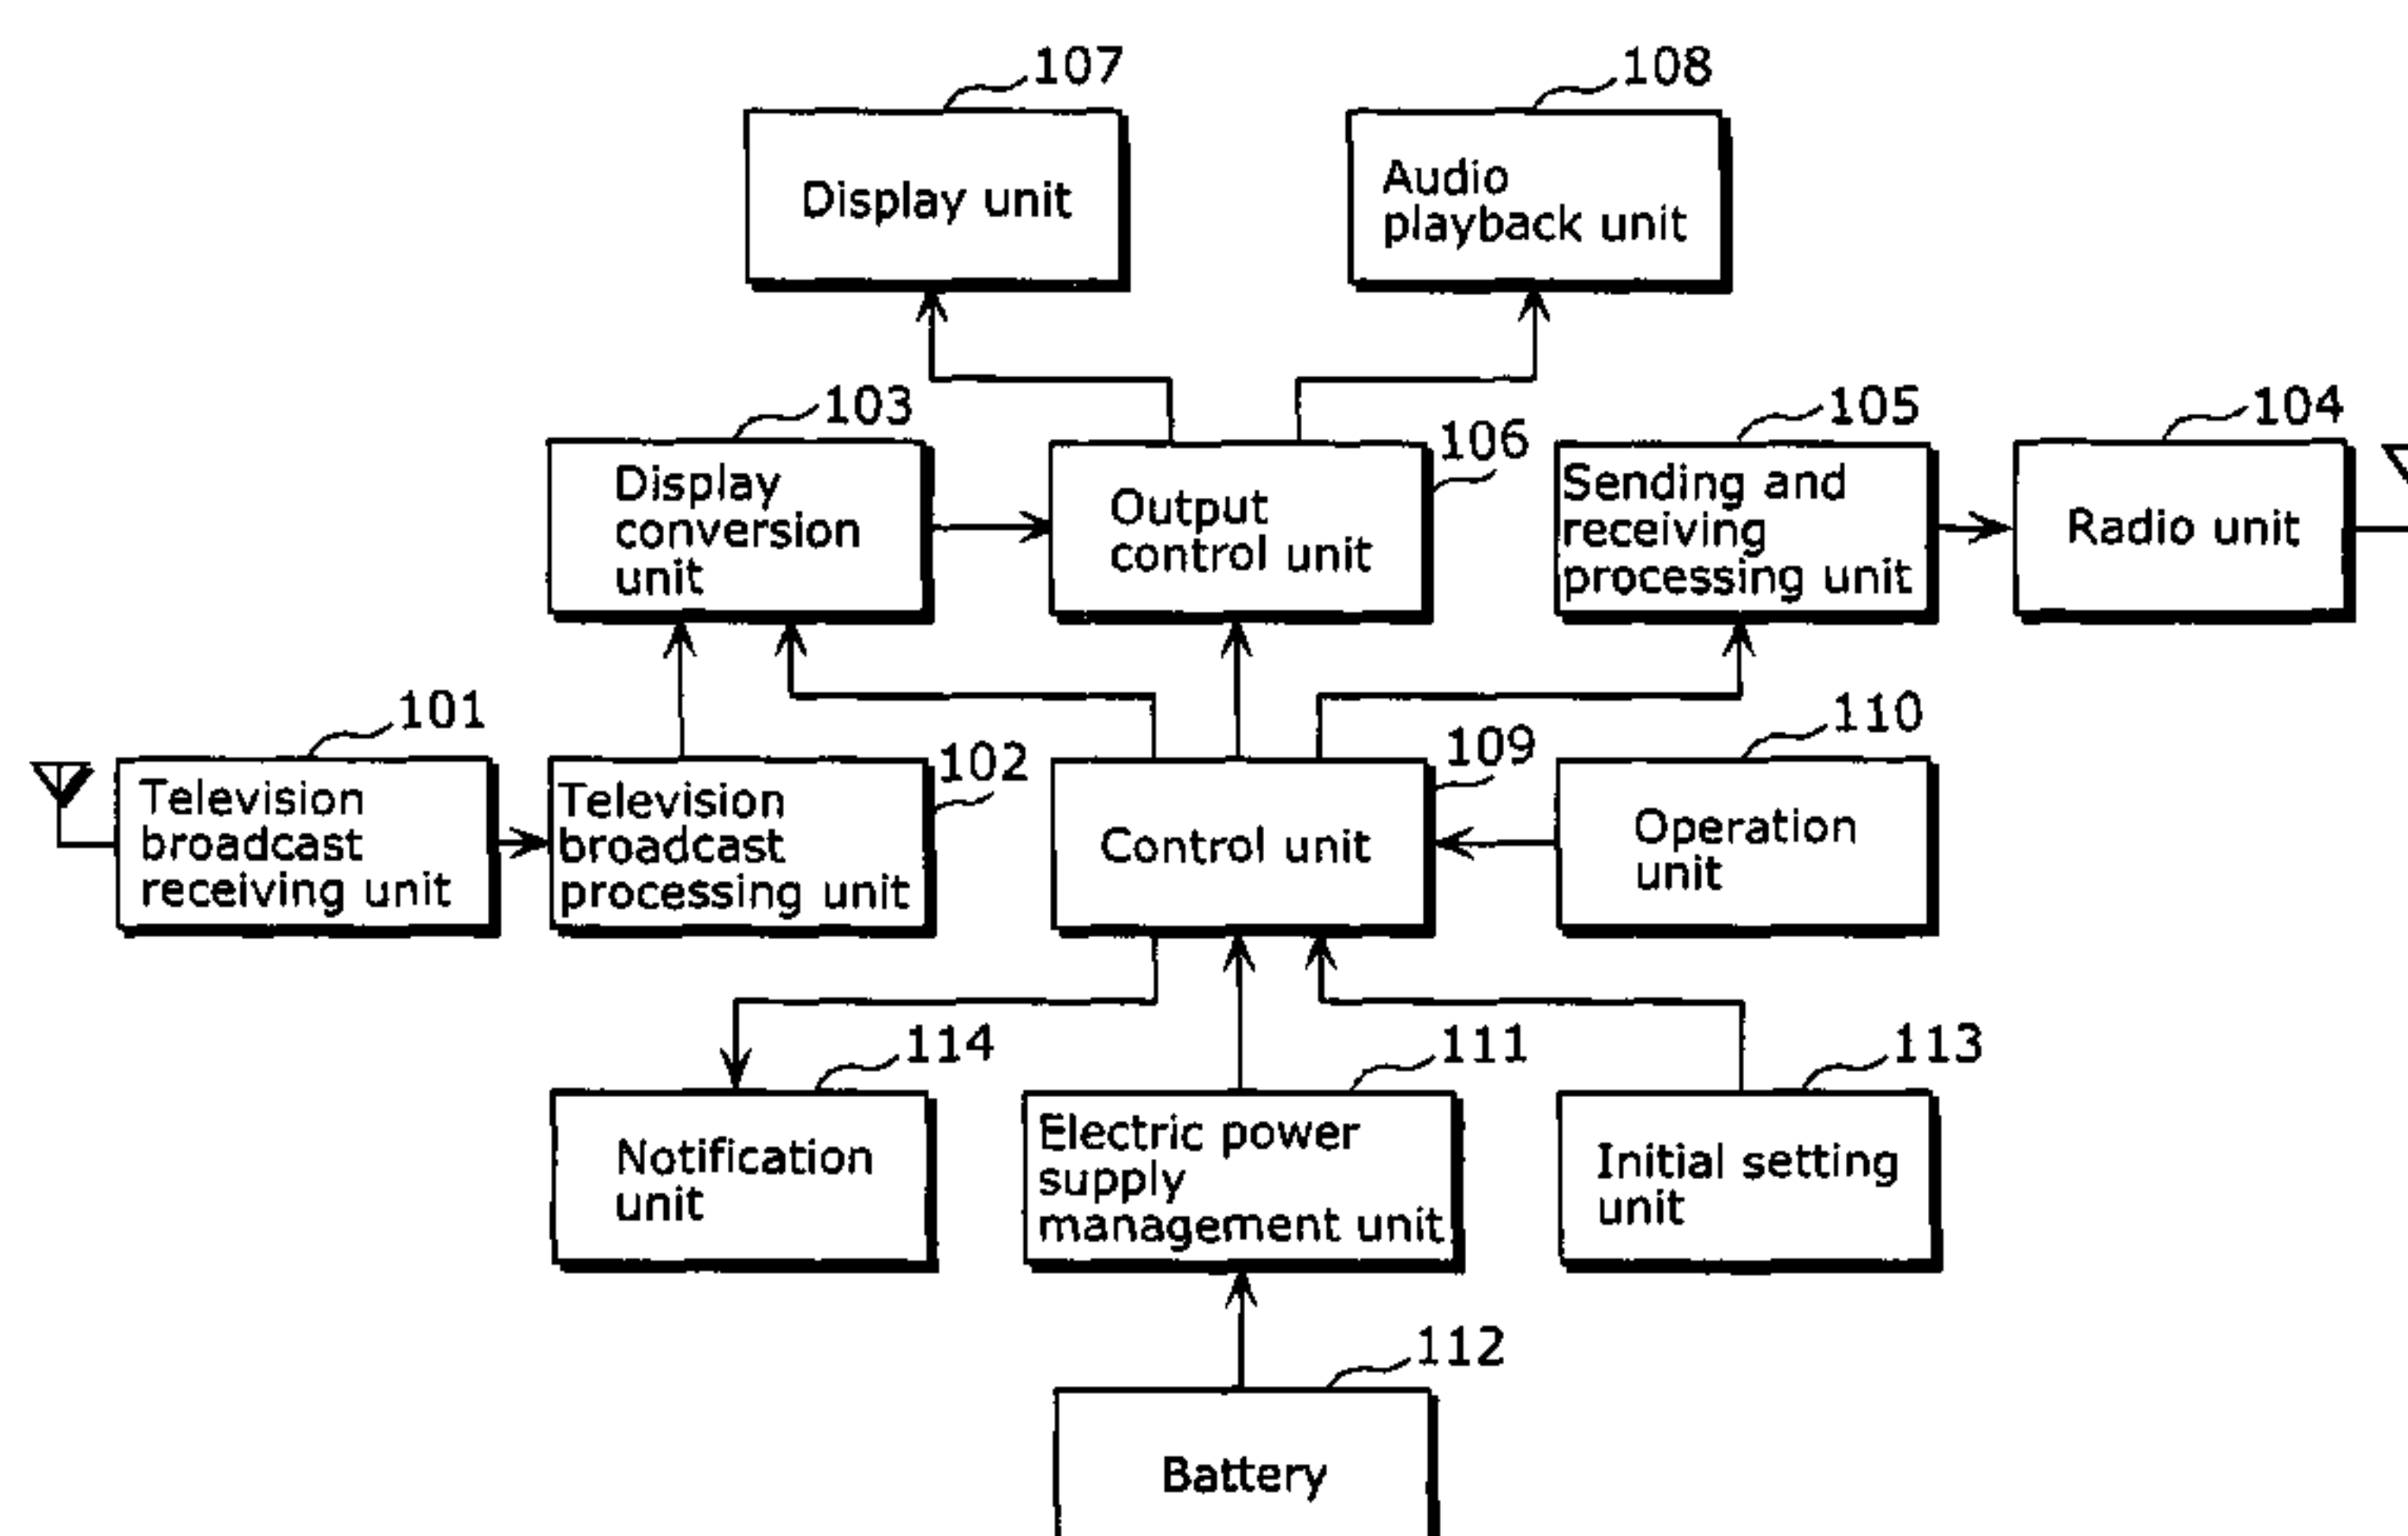 107
108
Display unit
Audio
playback unit
103
106
105
104
Display
conversion
unit
Output
control unit
Sending and
receiving
processing unit
Radio unit
101
102
109
110
Television
broadcast
receiving unit
Television
broadcast
processing unit
Control unit
Operation
unit
114
111
113
Notification
unit
Electric power
supply
management unit
Initial setting
unit
112
Battery